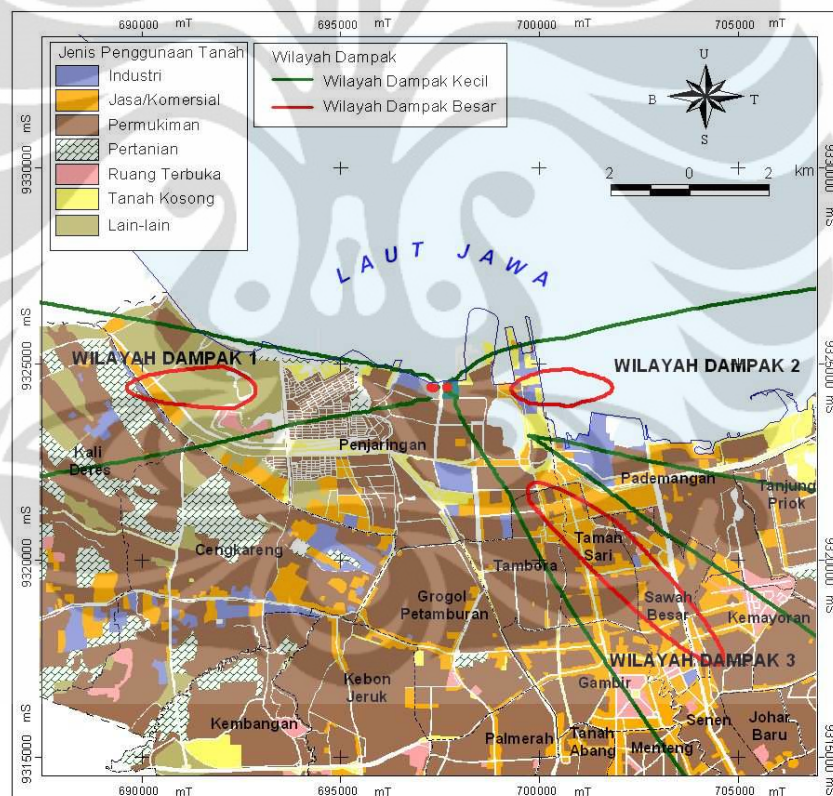 690000
mT
695000
700000
mT
705000
Jenis Penggunaan Tanah
Industri
Jasa/Komersial
Permukiman
Pertanian
Ruang Terbuka
Tanah Kosong
Lain-lain
Wilayah Dampak
Wilayah Dampak Kecil
Wilayah Dampak Besar
U
B
T
S
2 0 2
km
mS
9330000
9330000
mS
LAUT JAWA
mS
9325000
9325000
mS
WILAYAH DAMPAK 1
WILAYAH DAMPAK 2
Penjaringan
Kali
Deres
Pademangan
Tanjung
Priok
Cengkareng
Taman
Sari
Tambora
mS
9320000
9320000
mS
Grogol
Petamburan
Sawah
Besar
Kemayoran
WILAYAH DAMPAK 3
Kebon
Jeruk
Gambir
Kembangan
Palmerah
Tanah
Abang
Menteng
Senen
Johar
Baru
mS
9315000
9315000
mS
690000
mT
695000
700000
mT
705000
mT